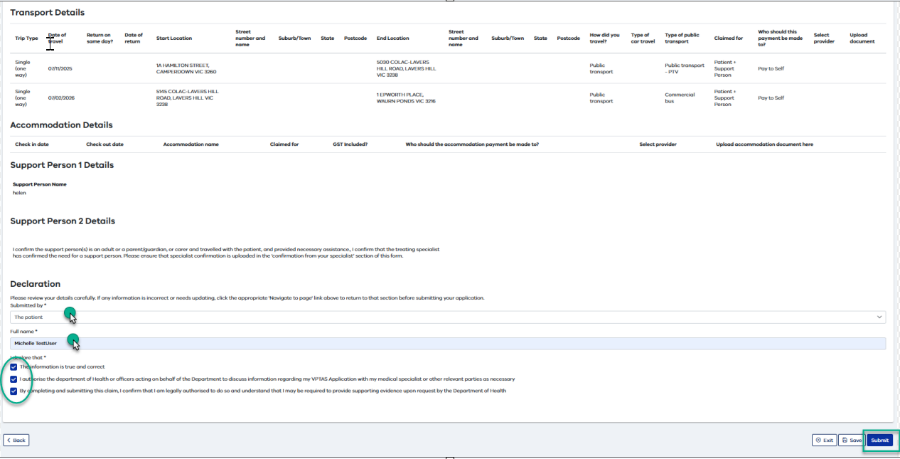 Transport Details
Trip Type Date of travel Return on same day? Date of return Start Location Street number and name Suburb/Town State Postcode End Location Street number and name Suburb/Town State Postcode How did you travel? Type of car travel Type of public transport Claimed for Who should this payment be made to? Select provider Upload document
Single (one way) 07/11/2025 1A HAMILTON STREET, CAMPERDOWN VIC 3260 5020 COLAC-LAVERS HILL ROAD, LAVERS HILL VIC 3238 Public transport Public transport - PTV Patient + Support Person Pay to Self
Single (one way) COLAC-LAVERS HILL ROAD, LAVERS HILL VIC 3238 1 EPWORTH PLACE, WAURN PONDS VIC 3216 Public transport Commercial bus Patient + Support Person Pay to Self
Accommodation Details
Check in date Check out date Accommodation name Claimed for GST Included? Who should the accommodation payment be made to? Select provider Upload accommodation document here
Support Person 1 Details
Support Person Name
helen
Support Person 2 Details
I confirm the support person(s) is an adult or a parent/guardian, or carer and travelled with the patient, and provided necessary assistance., I confirm that the treating specialist
has confirmed the need for a support person. Please ensure that specialist confirmation is uploaded in the 'confirmation from your specialist' section of this form.
Declaration
Please review your details carefully. If any information is incorrect or needs updating, click the appropriate 'Navigate to page' link above to return to that section before submitting your application.
Submitted by *
The patient
Full name *
Michelle TestUser
I declare that *
The information is true and correct
I authorise the department of Health or officers acting on behalf of the Department to discuss information regarding my VPTAS Application with my medical specialist or other relevant parties as necessary
By completing and submitting this claim, I confirm that I am legally authorised to do so and understand that I may be required to provide supporting evidence upon request by the Department of Health
Back Exit Save Submit